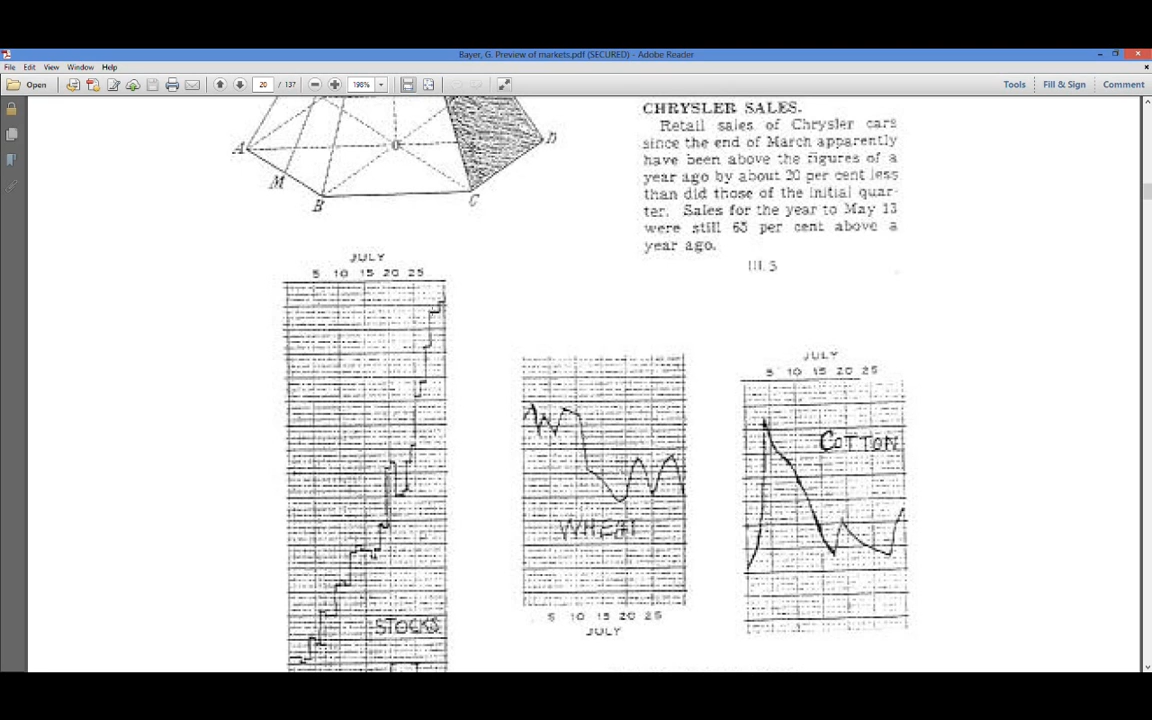 Bayer, G. Preview of markets.pdf (SECURED) - Adobe Reader
File Edit View Window Help
Open
20 / 137
198%
Tools Fill & Sign Comment
A
O
D
M
B
C
CHRYSLER SALES.
Retail sales of Chrysler cars
since the end of March apparently
have been above the figures of a
year ago by about 20 per cent less
than did those of the initial quar-
ter. Sales for the year to May 13
were still 65 per cent above a
year ago.
III. 5
JULY
5 10 15 20 25
STOCKS
WHEAT
5 10 15 20 25
JULY
JULY
5 10 15 20 25
COTTON